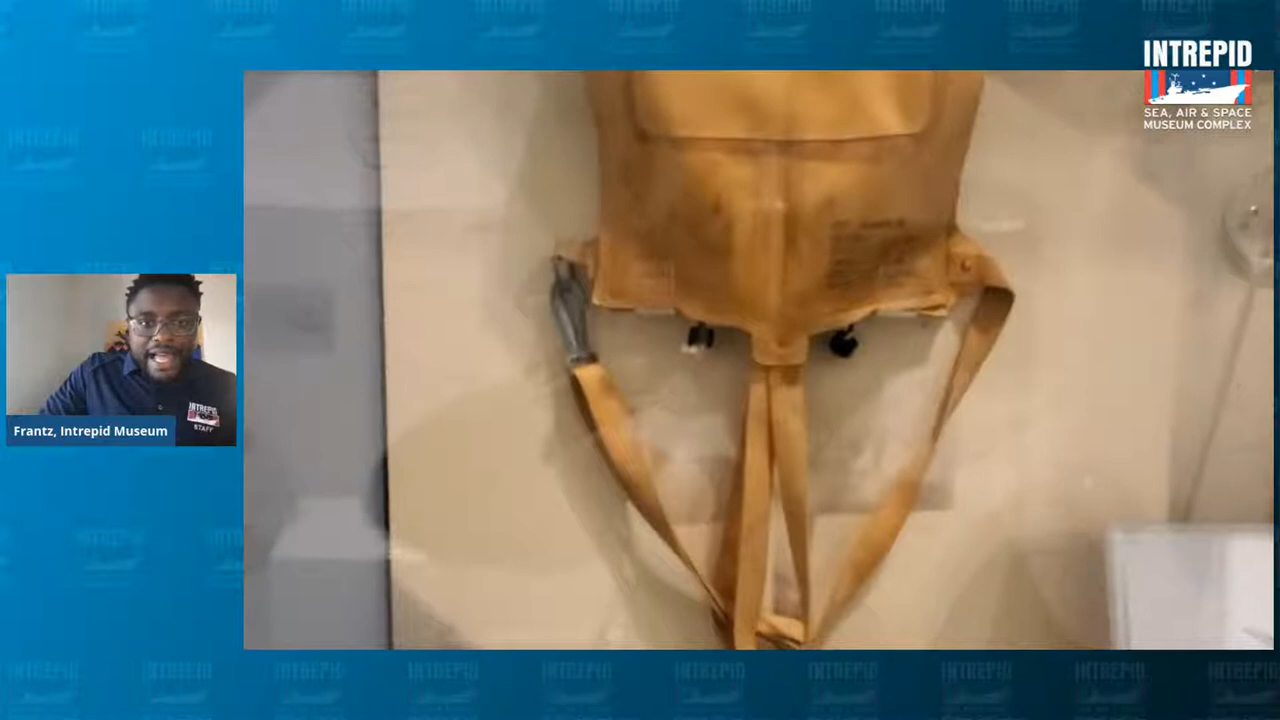 INTREPID
SEA, AIR & SPACE
MUSEUM COMPLEX
INTREPID
STAFF
Frantz, Intrepid Museum